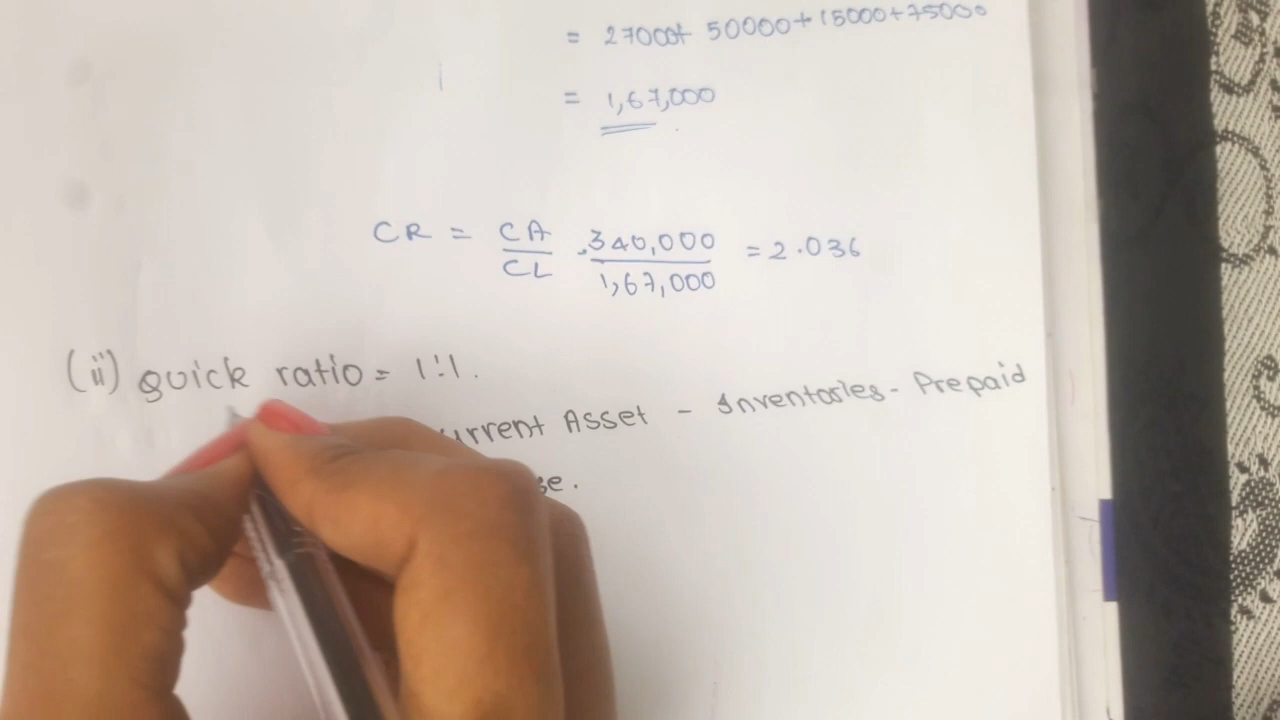 = 27000+ 50000+15000+75000
= 1,67,000
CR = CA/CL 340,000/1,67,000 = 2.036
(ii) quick ratio = 1:1.
Asset - Inventories - Prepaid